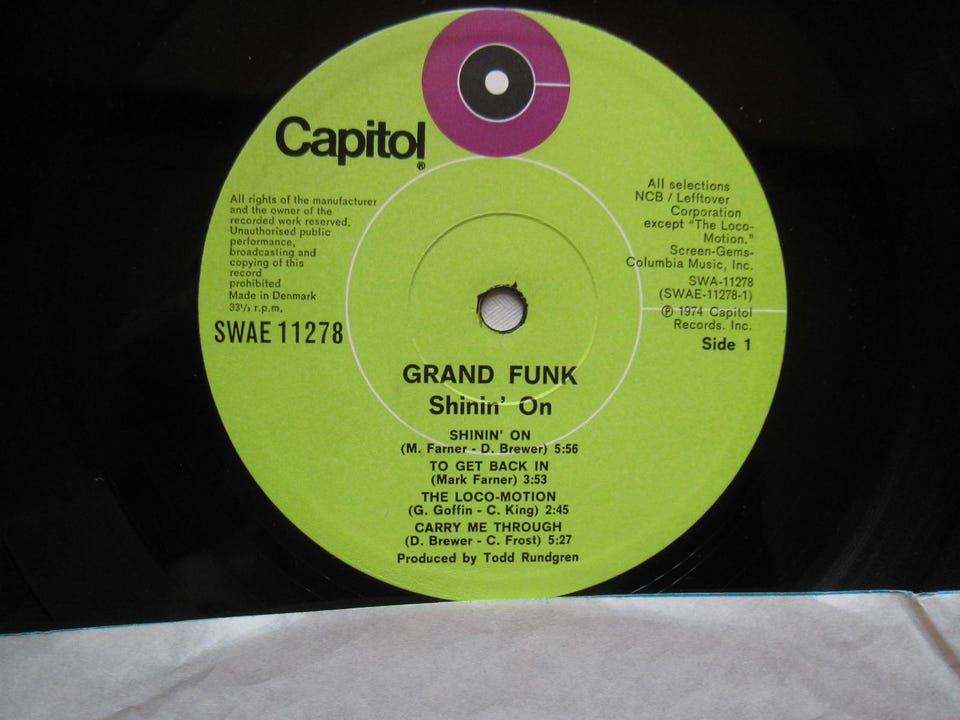 Capitol
®
All rights of the manufacturer
and the owner of the
recorded work reserved.
Unauthorised public
performance,
broadcasting and
copying of this
record
prohibited
Made in Denmark
33⅓ r.p.m.
SWAE 11278
All selections
NCB / Lefftover
Corporation
except "The Loco-
Motion."
Screen-Gems-
Columbia Music, Inc.
SWA-11278
(SWAE-11278-1)
℗ 1974 Capitol
Records. Inc.
Side 1
GRAND FUNK
Shinin' On
SHININ' ON
(M. Farner - D. Brewer) 5:56
TO GET BACK IN
(Mark Farner) 3:53
THE LOCO-MOTION
(G. Goffin - C. King) 2:45
CARRY ME THROUGH
(D. Brewer - C. Frost) 5:27
Produced by Todd Rundgren